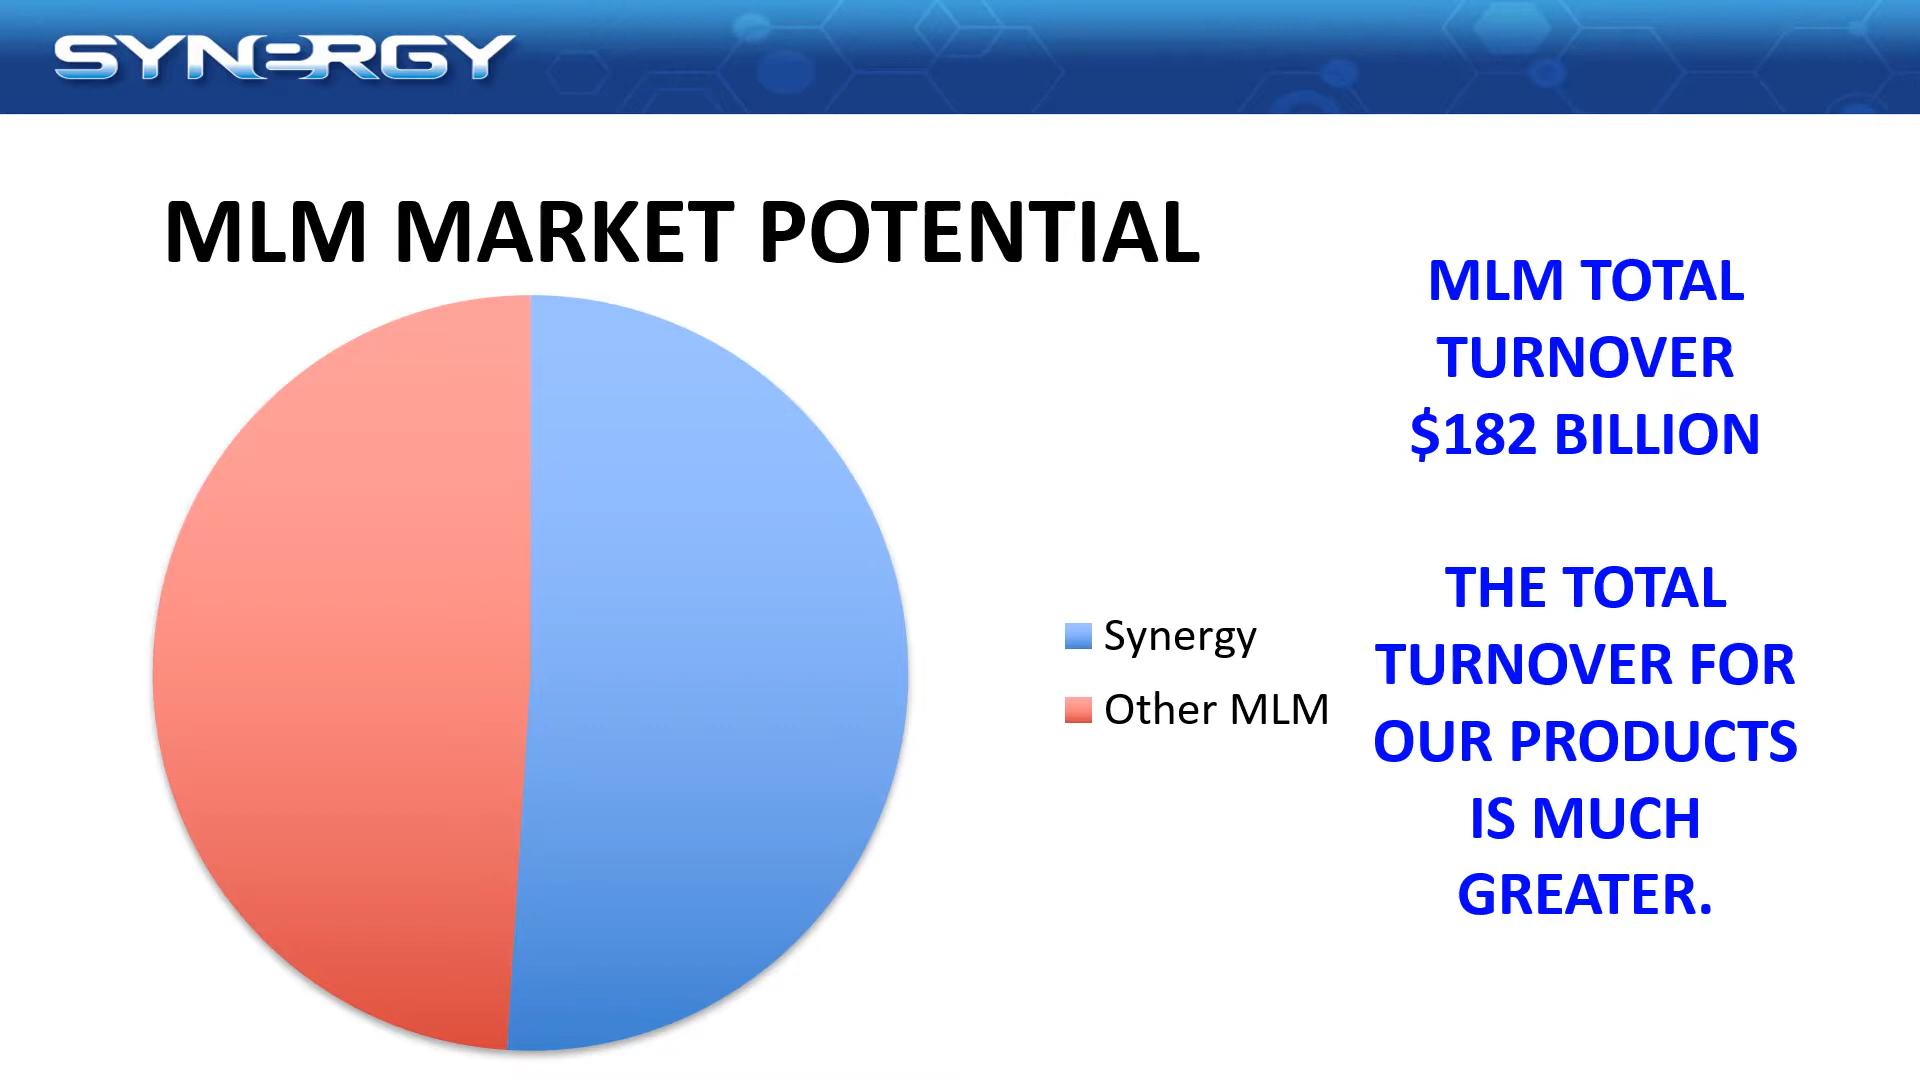 SYNERGY
MLM MARKET POTENTIAL
MLM TOTAL
TURNOVER
$182 BILLION
THE TOTAL
TURNOVER FOR
OUR PRODUCTS
IS MUCH
GREATER.
Synergy
Other MLM